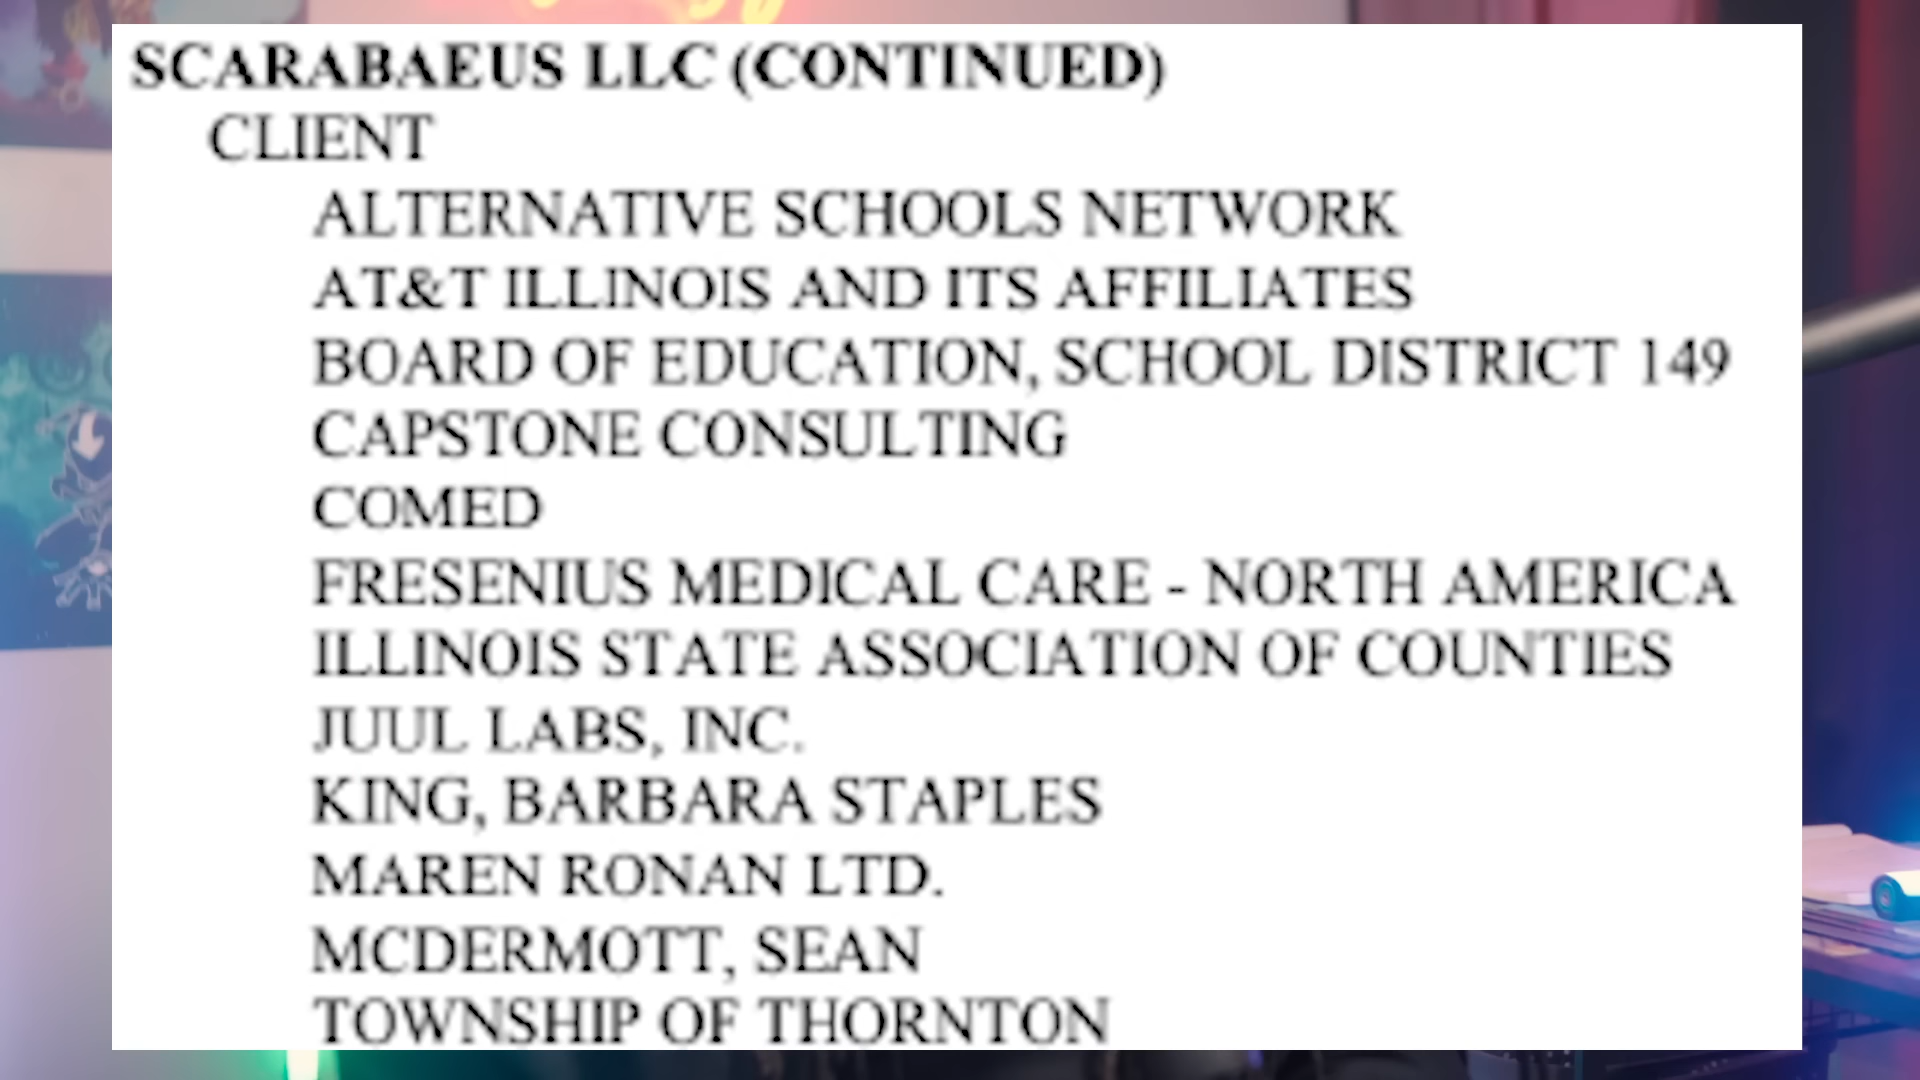 SCARABAEUS LLC (CONTINUED)
CLIENT
ALTERNATIVE SCHOOLS NETWORK
AT&T ILLINOIS AND ITS AFFILIATES
BOARD OF EDUCATION, SCHOOL DISTRICT 149
CAPSTONE CONSULTING
COMED
FRESENIUS MEDICAL CARE - NORTH AMERICA
ILLINOIS STATE ASSOCIATION OF COUNTIES
JUUL LABS, INC.
KING, BARBARA STAPLES
MAREN RONAN LTD.
MCDERMOTT, SEAN
TOWNSHIP OF THORNTON